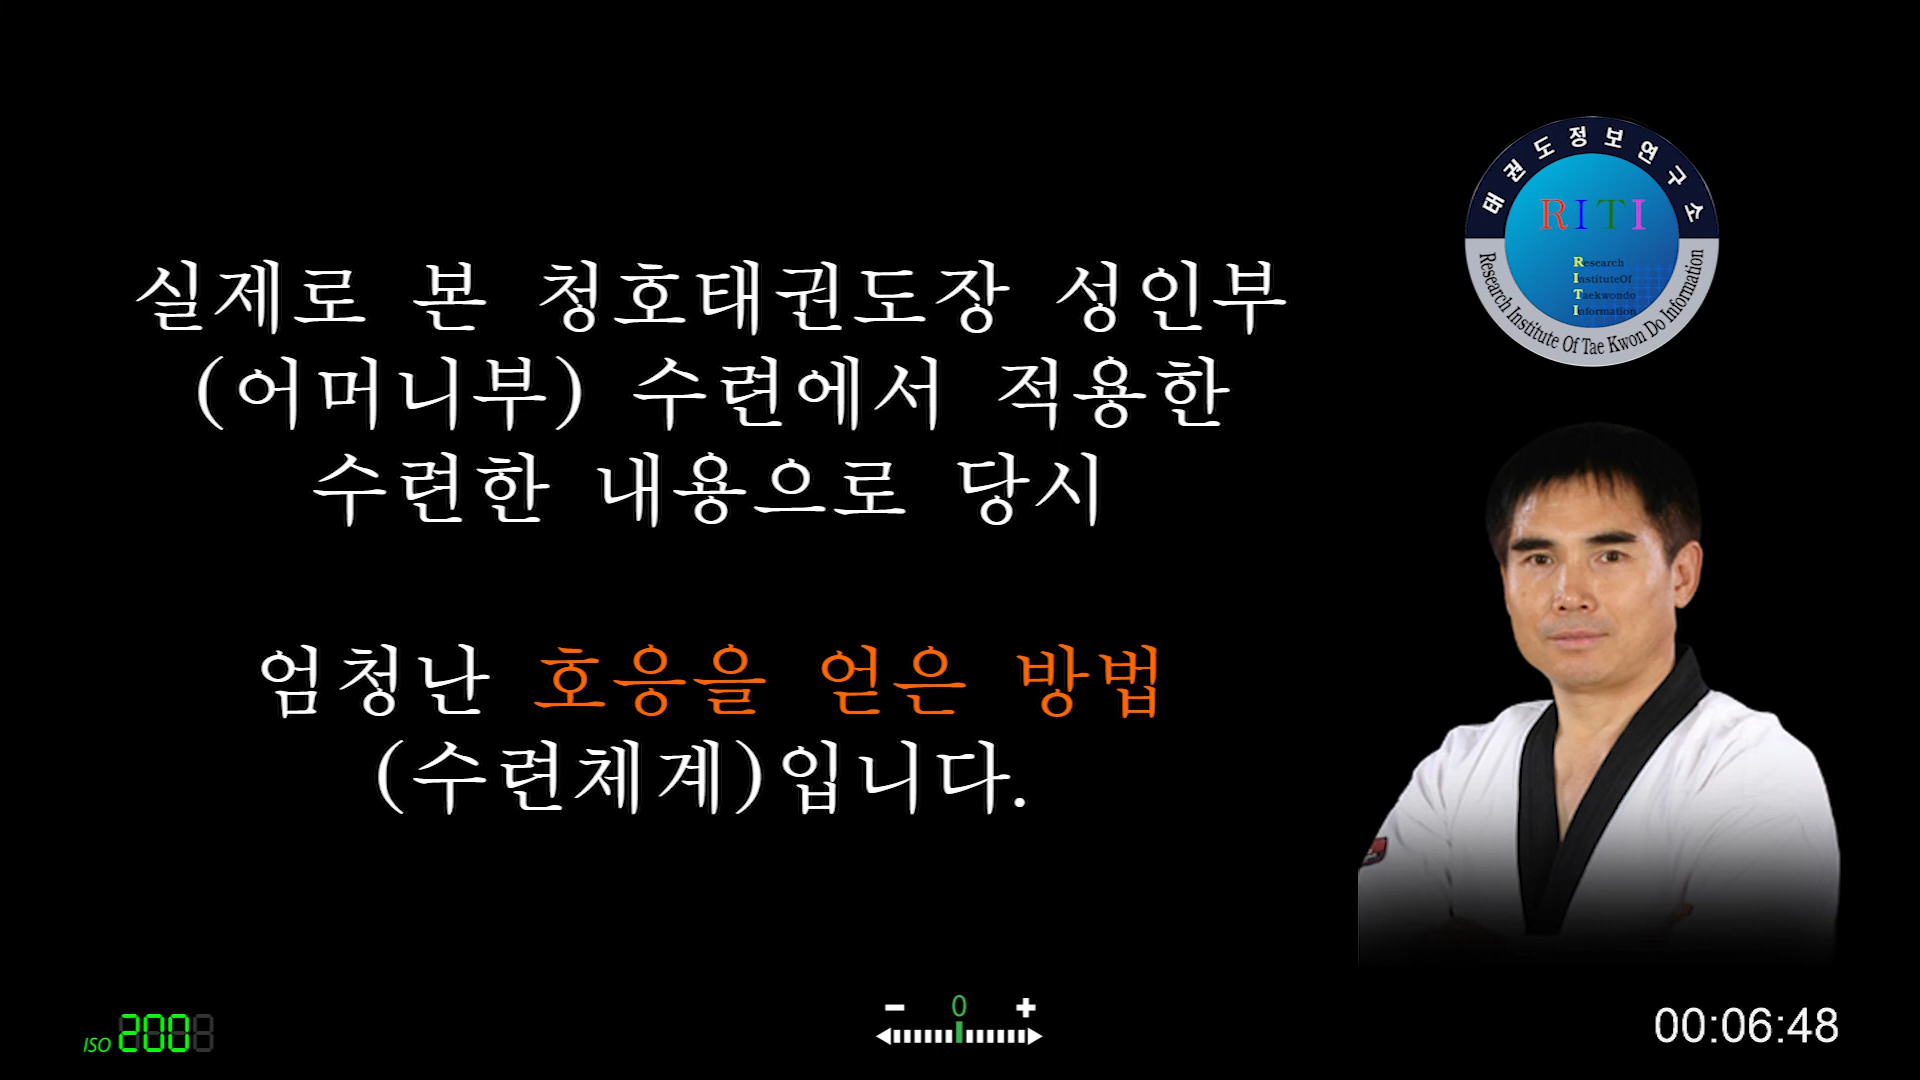 실제로 본 청호태권도장 성인부
(어머니부) 수련에서 적용한
수련한 내용으로 당시
엄청난 호응을 얻은 방법
(수련체계)입니다.
태권도정보연구소
RITI
Research
InstituteOf
Taekwondo
Information
Research Institute Of Tae Kwon Do Information
ISO 200
- 0 +
00:06:48